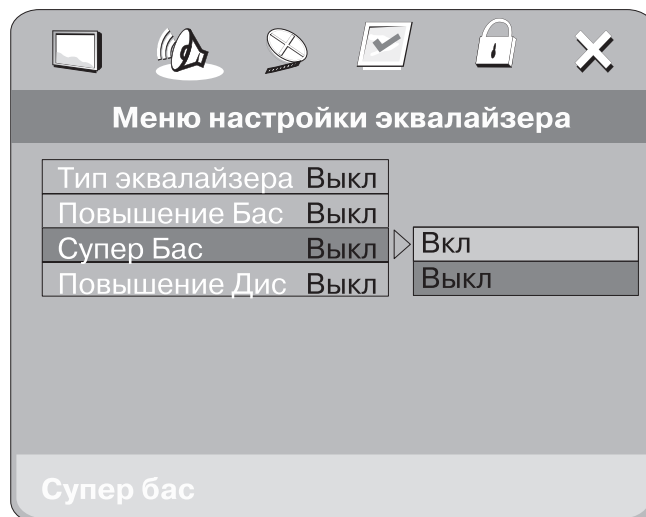 Меню настройки эквалайзера
Тип эквалайзера Выкл
Повышение Бас Выкл
Супер Бас Выкл Вкл
Повышение Дис Выкл Выкл
Супер бас